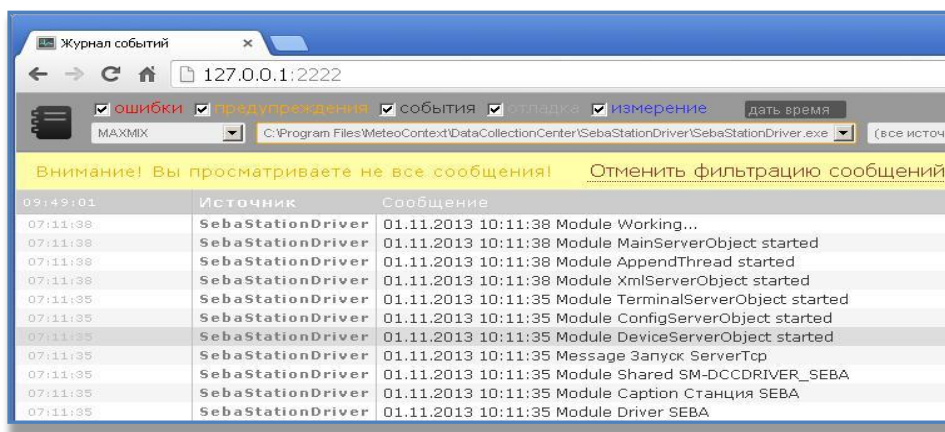 Журнал событий
127.0.0.1:2222
ошибки предупреждения события отладка измерение дать время
MAXMIX C:\Program Files\MeteoContext\DataCollectionCenter\SebaStationDriver\SebaStationDriver.exe (все источ
Внимание! Вы просматриваете не все сообщения! Отменить фильтрацию сообщений
09:49:01 Источник Сообщение
07:11:38 SebaStationDriver 01.11.2013 10:11:38 Module Working...
07:11:38 SebaStationDriver 01.11.2013 10:11:38 Module MainServerObject started
07:11:38 SebaStationDriver 01.11.2013 10:11:38 Module AppendThread started
07:11:38 SebaStationDriver 01.11.2013 10:11:38 Module XmlServerObject started
07:11:35 SebaStationDriver 01.11.2013 10:11:35 Module TerminalServerObject started
07:11:35 SebaStationDriver 01.11.2013 10:11:35 Module ConfigServerObject started
07:11:35 SebaStationDriver 01.11.2013 10:11:35 Module DeviceServerObject started
07:11:35 SebaStationDriver 01.11.2013 10:11:35 Message Запуск ServerTcp
07:11:35 SebaStationDriver 01.11.2013 10:11:35 Module Shared SM-DCCDRIVER_SEBA
07:11:35 SebaStationDriver 01.11.2013 10:11:35 Module Caption Станция SEBA
07:11:35 SebaStationDriver 01.11.2013 10:11:35 Module Driver SEBA